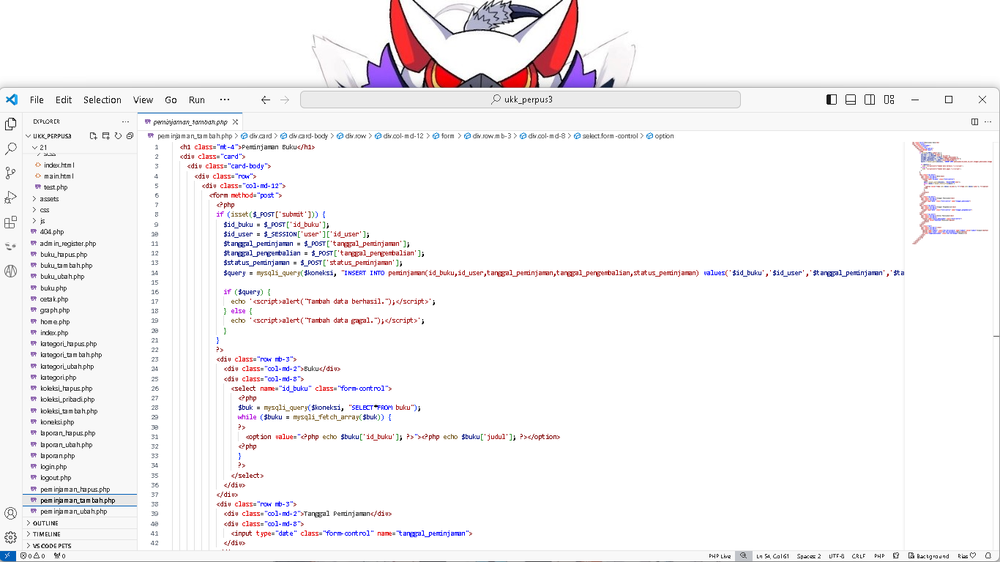 File Edit Selection View Go Run ··· ukk_perpus3
EXPLORER ···
peminjaman_tambah.php
UKK_PERPUS3
peminjaman_tambah.php > div.card > div.card-body > div.row > div.col-md-12 > form > div.row.mb-3 > div.col-md-8 > select.form-control > option
21
scss
index.html
main.html
test.php
assets
css
js
404.php
admin_register.php
buku_hapus.php
buku_tambah.php
buku_ubah.php
buku.php
cetak.php
graph.php
home.php
index.php
kategori_hapus.php
kategori_tambah.php
kategori_ubah.php
kategori.php
koleksi_hapus.php
koleksi_pribadi.php
koleksi_tambah.php
koneksi.php
laporan_hapus.php
laporan_ubah.php
laporan.php
login.php
logout.php
peminjaman_hapus.php
peminjaman_tambah.php
peminjaman_ubah.php
OUTLINE
TIMELINE
VS CODE PETS
1 <h1 class="mt-4">Peminjaman Buku</h1>
2 <div class="card">
3 <div class="card-body">
4 <div class="row">
5 <div class="col-md-12">
6 <form method="post">
7 <?php
8 if (isset($_POST['submit'])) {
9 $id_buku = $_POST['id_buku'];
10 $id_user = $_SESSION['user']['id_user'];
11 $tanggal_peminjaman = $_POST['tanggal_peminjaman'];
12 $tanggal_pengembalian = $_POST['tanggal_pengembalian'];
13 $status_peminjaman = $_POST['status_peminjaman'];
14 $query = mysqli_query($koneksi, "INSERT INTO peminjaman(id_buku,id_user,tanggal_peminjaman,tanggal_pengembalian,status_peminjaman) values('$id_buku','$id_user','$tanggal_peminjaman','$ta
15
16 if ($query) {
17 echo '<script>alert("Tambah data berhasil.");</script>';
18 } else {
19 echo '<script>alert("Tambah data gagal.");</script>';
20 }
21 }
22 ?>
23 <div class="row mb-3">
24 <div class="col-md-2">Buku</div>
25 <div class="col-md-8">
26 <select name="id_buku" class="form-control">
27 <?php
28 $buk = mysqli_query($koneksi, "SELECT*FROM buku");
29 while ($buku = mysqli_fetch_array($buk)) {
30 ?>
31 <option value="<?php echo $buku['id_buku']; ?>"><?php echo $buku['judul']; ?></option>
32 <?php
33 }
34 ?>
35 </select>
36 </div>
37 </div>
38 <div class="row mb-3">
39 <div class="col-md-2">Tanggal Peminjaman</div>
40 <div class="col-md-8">
41 <input type="date" class="form-control" name="tanggal_peminjaman">
42 </div>
0 0 0 PHP Live Ln 54, Col 61 Spaces: 2 UTF-8 CRLF PHP Background Rias